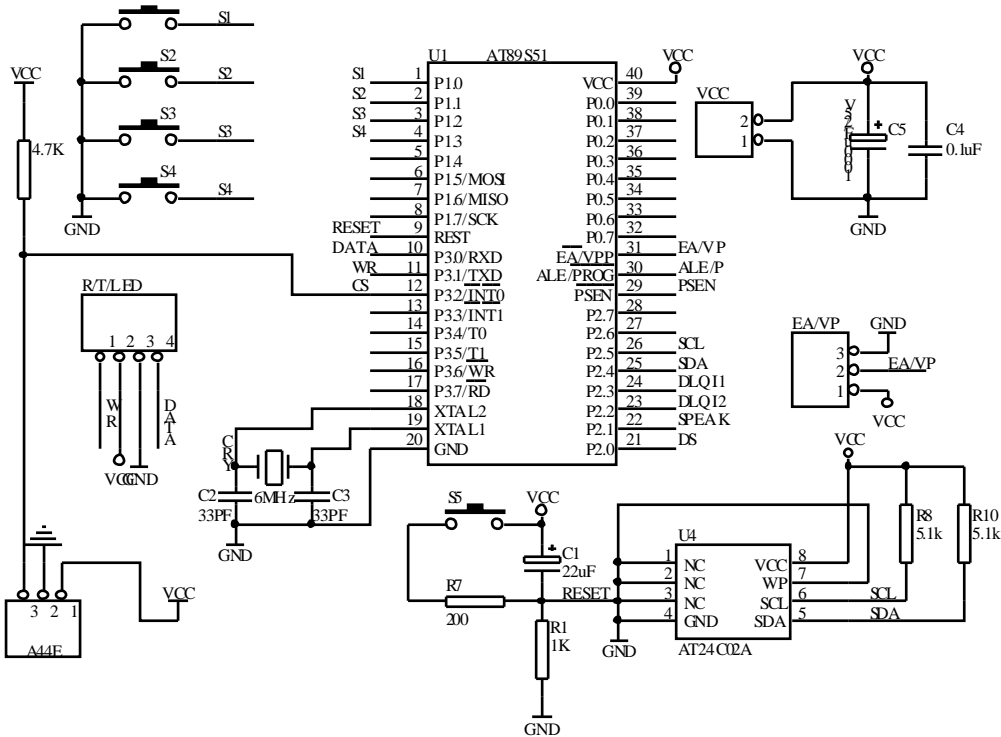 S1
S1
S2
S2
S3
S3
S4
S4
GND
VCC
4.7K
U1
AT89S51
S1 1 P1.0
S2 2 P1.1
S3 3 P1.2
S4 4 P1.3
5 P1.4
6 P1.5/MOSI
7 P1.6/MISO
8 P1.7/SCK
RESET 9 REST
DATA 10 P3.0/RXD
WR 11 P3.1/TXD
CS 12 P3.2/INT0
13 P3.3/INT1
14 P3.4/T0
15 P3.5/T1
16 P3.6/WR
17 P3.7/RD
18 XTAL2
19 XTAL1
20 GND
VCC
VCC 40
P0.0 39
P0.1 38
P0.2 37
P0.3 36
P0.4 35
P0.5 34
P0.6 33
P0.7 32
EA/VPP 31 EA/VP
ALE/PROG 30 ALE/P
PSEN 29 PSEN
P2.7 28
P2.6 27
P2.5 26 SCL
P2.4 25 SDA
P2.3 24 DLQI1
P2.2 23 DLQI2
P2.1 22 SPEAK
P2.0 21 DS
VCC
2
1
VCC
C5
C4
0.1uF
GND
EA/VP
3
2
1
GND
EA/VP
VCC
R/T/LED
1 2 3 4
WR
DATA
VCC
GND
CRY
C2
33PF
6MHz
C3
33PF
GND
3 2 1
A44E
VCC
S5
VCC
C1
22uF
R7
200
RESET
R1
1K
GND
VCC
R8
5.1k
R10
5.1k
U4
1 NC
2 NC
3 NC
4 GND
VCC 8
WP 7
SCL 6 SCL
SDA 5 SDA
AT24C02A
GND